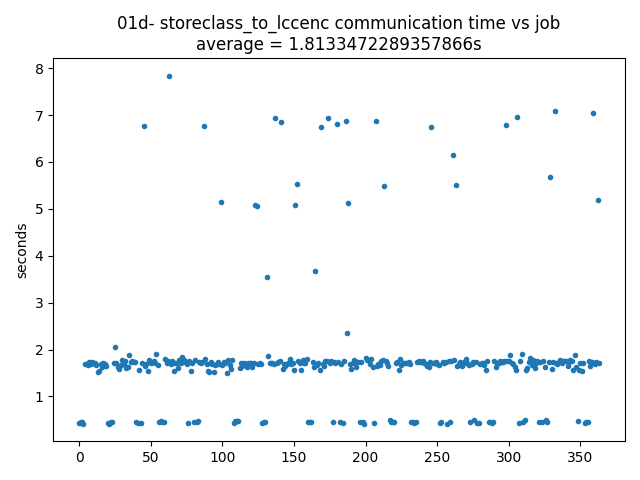 01d- storeclass_to_lccenc communication time vs job
average = 1.8133472289357866s
8
7
6
5
4
3
2
1
seconds
0 50 100 150 200 250 300 350